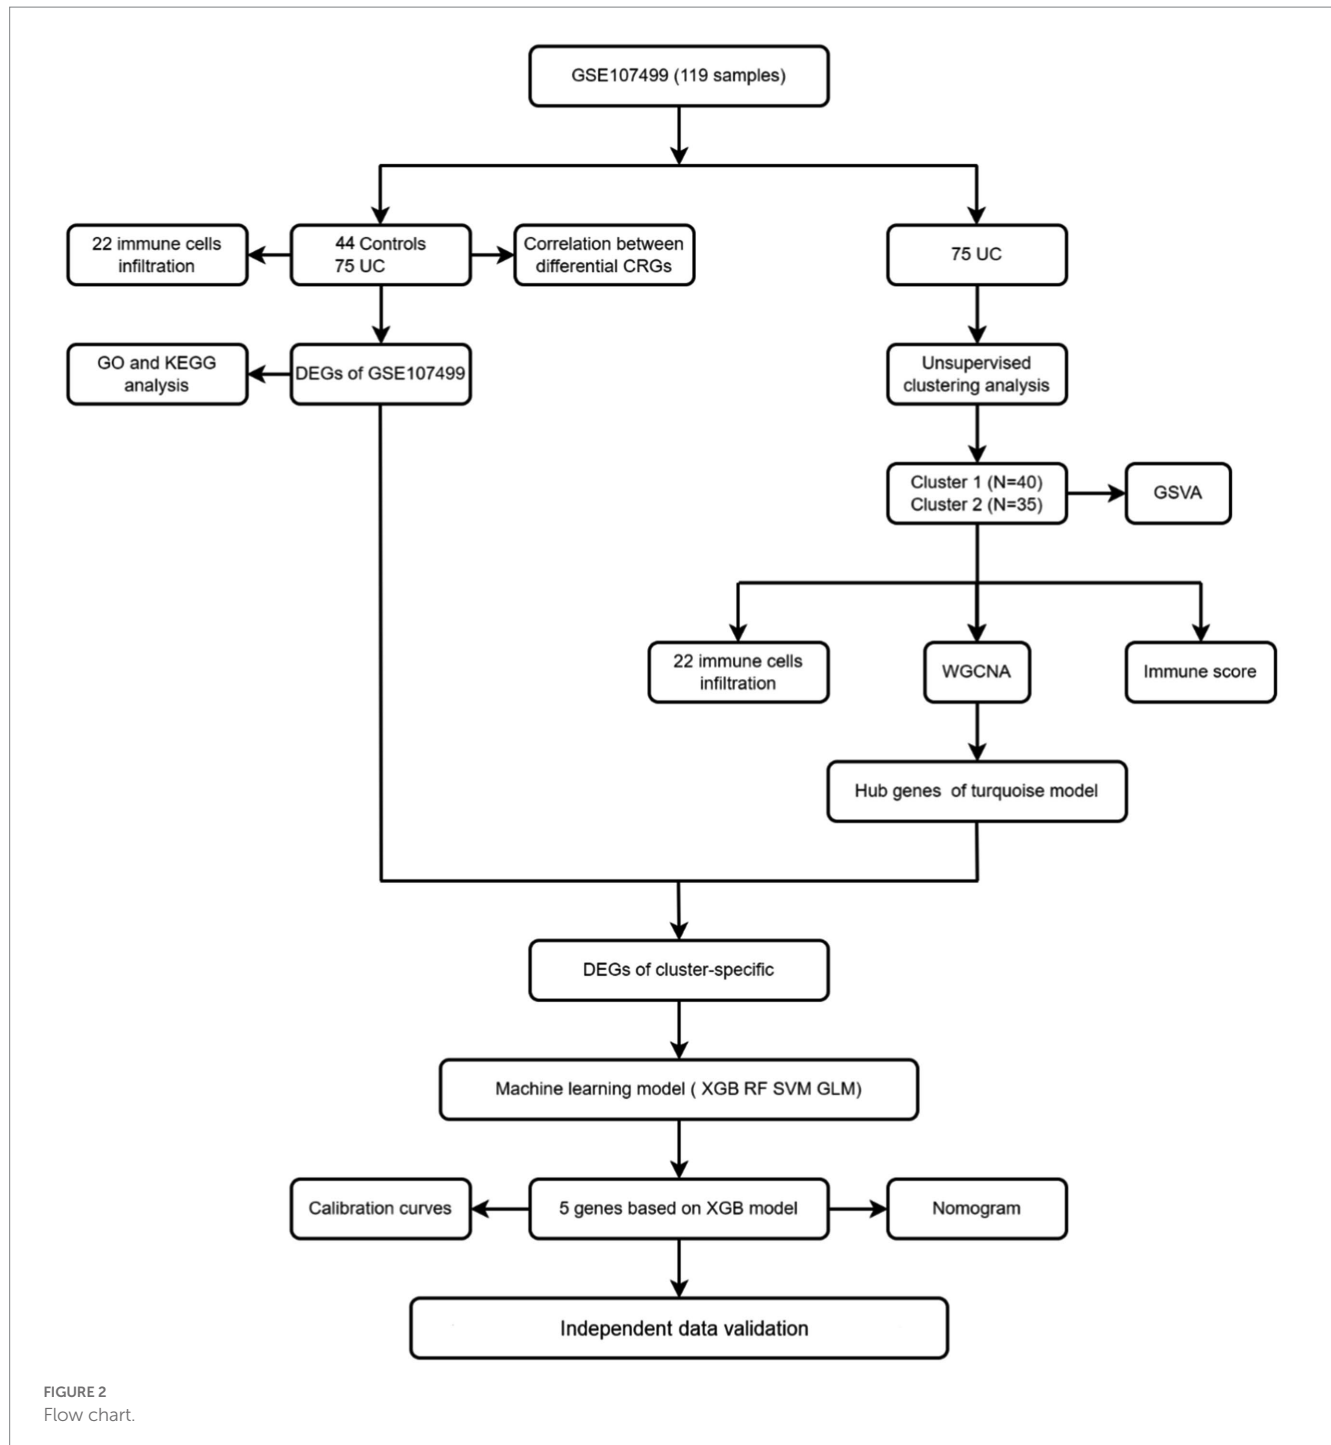 GSE107499 (119 samples)
22 immune cells
infiltration
44 Controls
75 UC
Correlation between
differential CRGs
75 UC
GO and KEGG
analysis
DEGs of GSE107499
Unsupervised
clustering analysis
Cluster 1 (N=40)
Cluster 2 (N=35)
GSVA
22 immune cells
infiltration
WGCNA
Immune score
Hub genes of turquoise model
DEGs of cluster-specific
Machine learning model ( XGB RF SVM GLM)
Calibration curves
5 genes based on XGB model
Nomogram
Independent data validation
FIGURE 2
Flow chart.